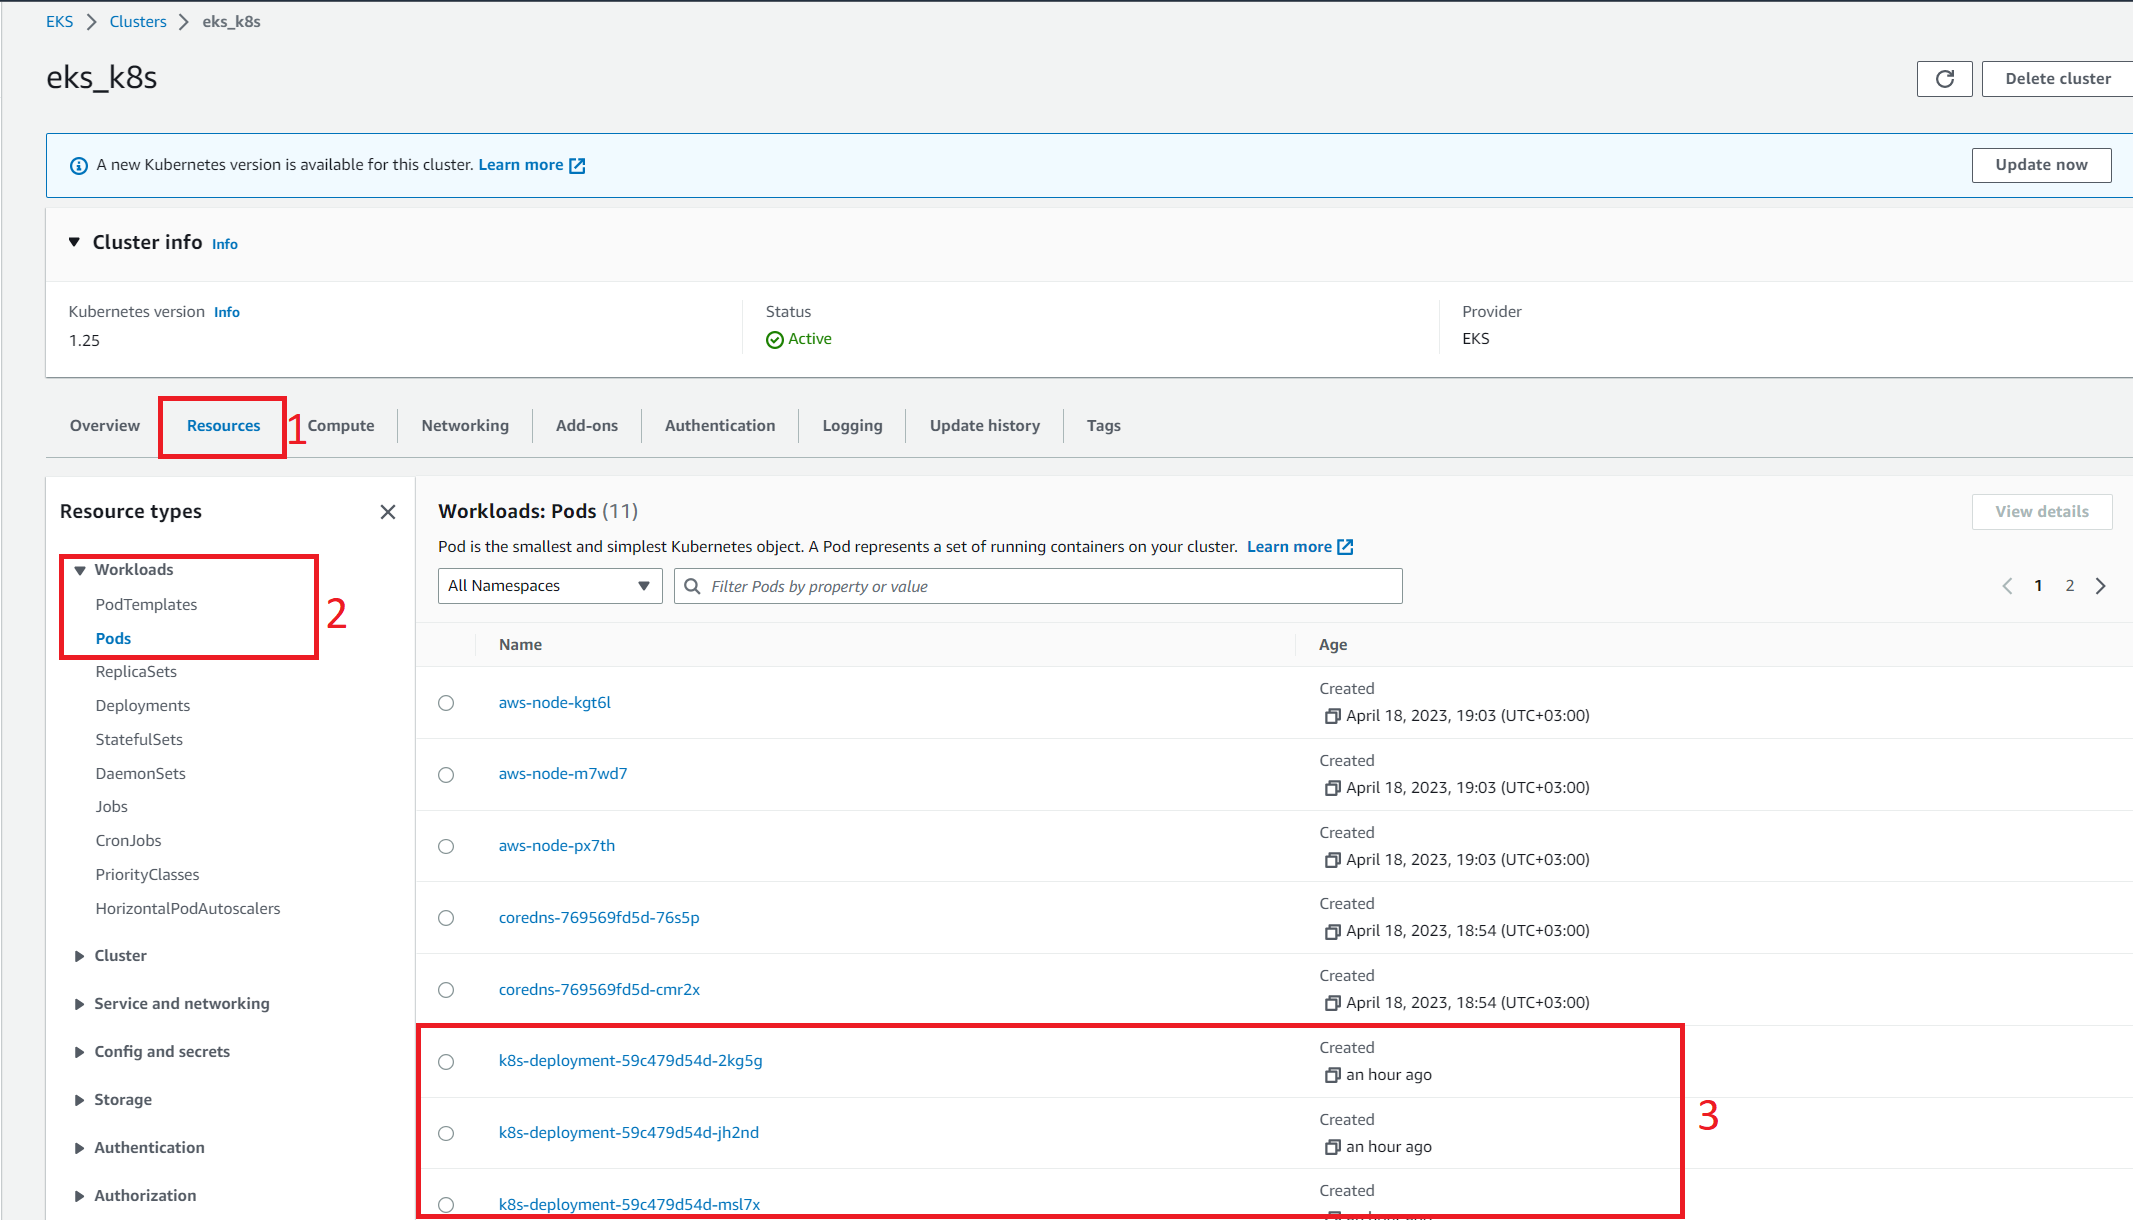 EKS > Clusters > eks_k8s
eks_k8s
Delete cluster
A new Kubernetes version is available for this cluster. Learn more
Update now
Cluster info Info
Kubernetes version Info
1.25
Status
Active
Provider
EKS
Overview
Resources
1
Compute
Networking
Add-ons
Authentication
Logging
Update history
Tags
Resource types
Workloads
PodTemplates
Pods
2
ReplicaSets
Deployments
StatefulSets
DaemonSets
Jobs
CronJobs
PriorityClasses
HorizontalPodAutoscalers
Cluster
Service and networking
Config and secrets
Storage
Authentication
Authorization
Workloads: Pods (11)
View details
Pod is the smallest and simplest Kubernetes object. A Pod represents a set of running containers on your cluster. Learn more
All Namespaces
Filter Pods by property or value
1 2
Name Age
aws-node-kgt6l
Created
April 18, 2023, 19:03 (UTC+03:00)
aws-node-m7wd7
Created
April 18, 2023, 19:03 (UTC+03:00)
aws-node-px7th
Created
April 18, 2023, 19:03 (UTC+03:00)
coredns-769569fd5d-76s5p
Created
April 18, 2023, 18:54 (UTC+03:00)
coredns-769569fd5d-cmr2x
Created
April 18, 2023, 18:54 (UTC+03:00)
k8s-deployment-59c479d54d-2kg5g
Created
an hour ago
k8s-deployment-59c479d54d-jh2nd
Created
an hour ago
3
k8s-deployment-59c479d54d-msl7x
Created